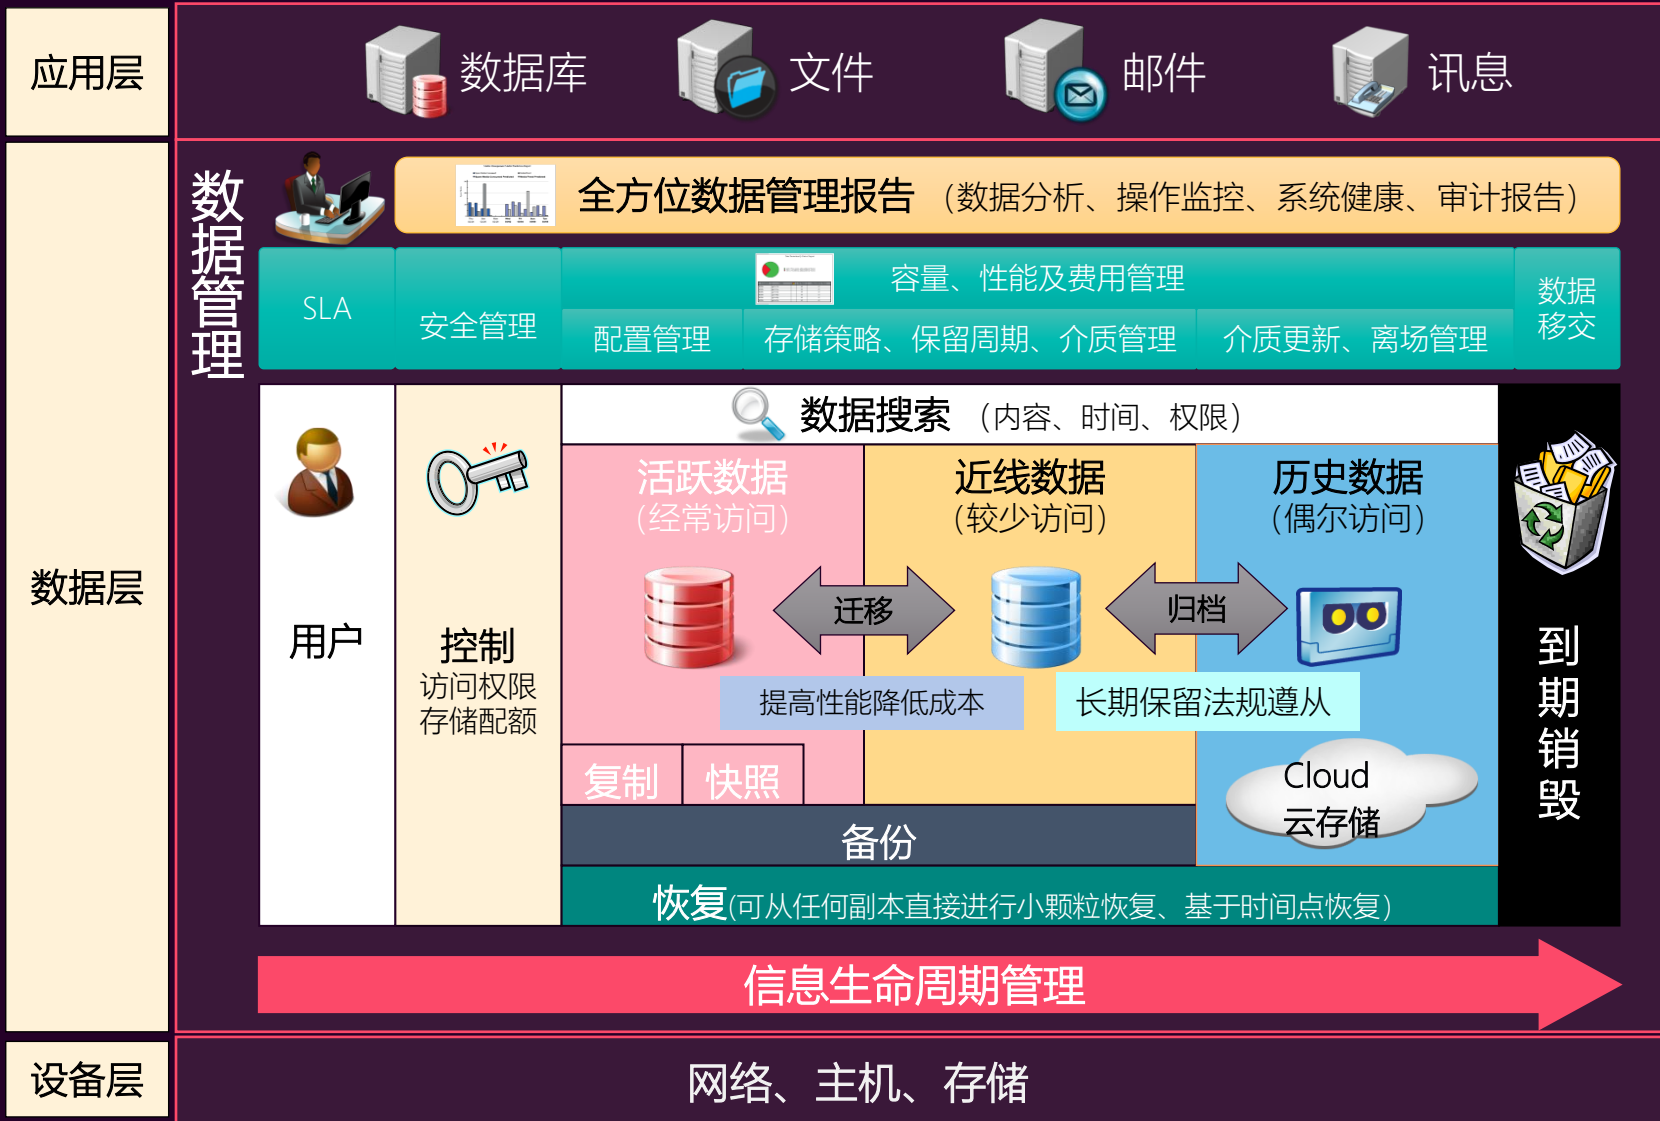 应用层
数据库
文件
邮件
讯息
数据层
数据管理
全方位数据管理报告（数据分析、操作监控、系统健康、审计报告）
SLA
安全管理
容量、性能及费用管理
配置管理
存储策略、保留周期、介质管理
介质更新、离场管理
数据
移交
用户
控制
访问权限
存储配额
数据搜索（内容、时间、权限）
活跃数据
（经常访问）
近线数据
（较少访问）
历史数据
（偶尔访问）
迁移
归档
提高性能降低成本
长期保留法规遵从
复制
快照
Cloud
云存储
备份
恢复(可从任何副本直接进行小颗粒恢复、基于时间点恢复）
到期销毁
信息生命周期管理
设备层
网络、主机、存储